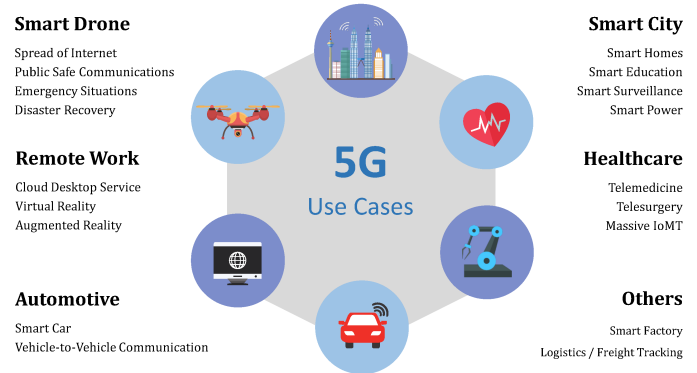 Smart Drone
Spread of Internet
Public Safe Communications
Emergency Situations
Disaster Recovery
Remote Work
Cloud Desktop Service
Virtual Reality
Augmented Reality
Automotive
Smart Car
Vehicle-to-Vehicle Communication
5G
Use Cases
Smart City
Smart Homes
Smart Education
Smart Surveillance
Smart Power
Healthcare
Telemedicine
Telesurgery
Massive IoMT
Others
Smart Factory
Logistics / Freight Tracking